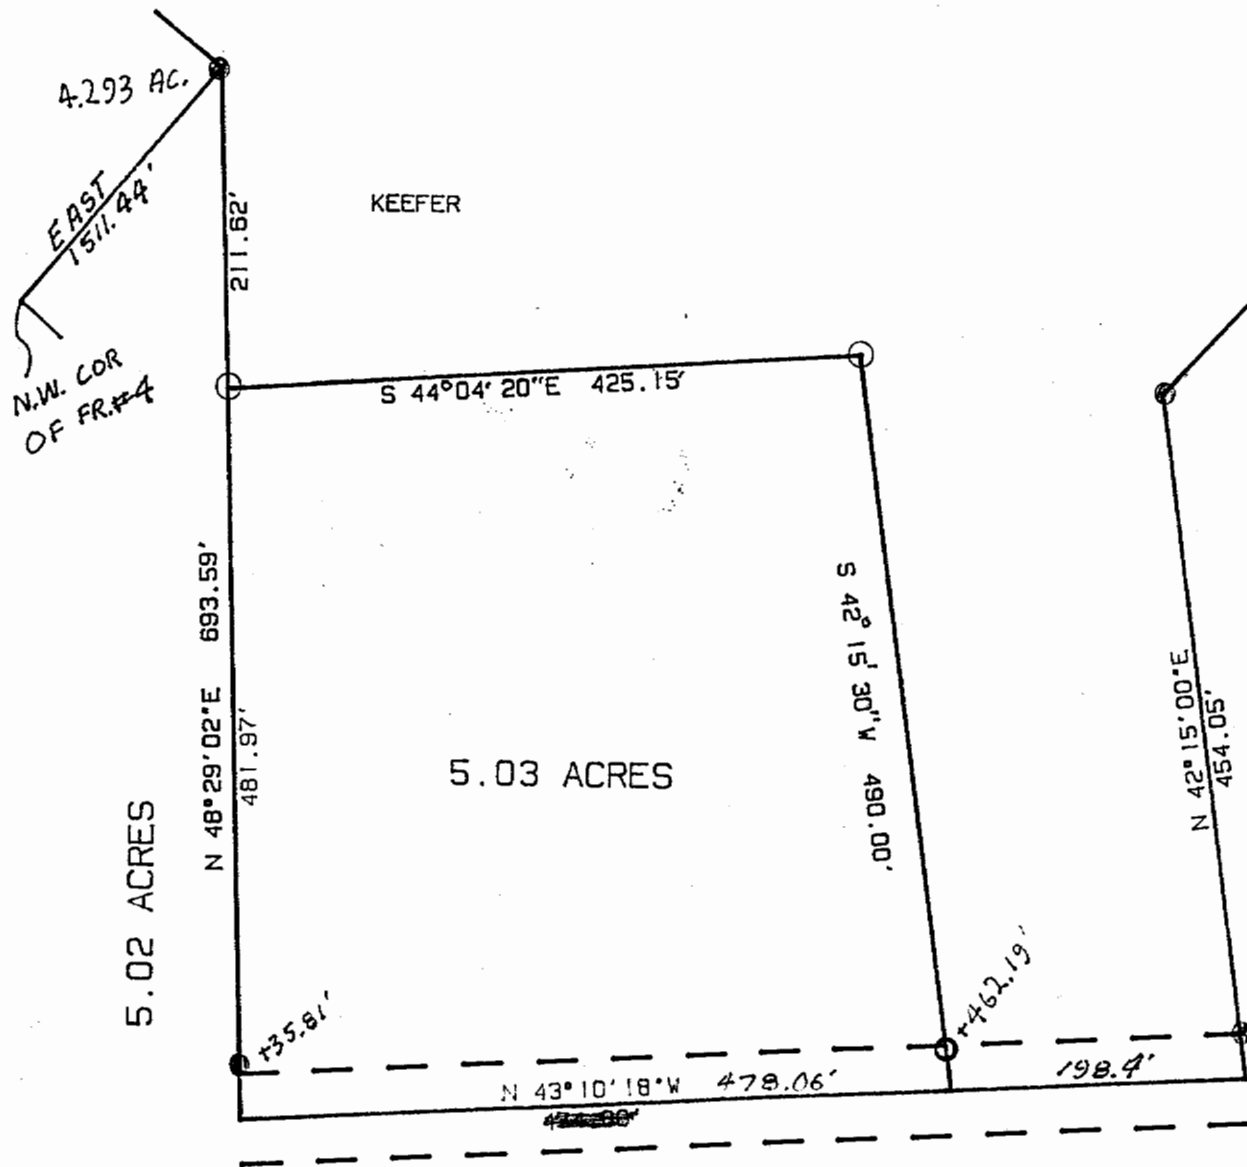 4.293 AC.
EAST
1511.44'
KEEFER
211.62'
N.W. COR
OF FR.#4
S 44°04'20"E 425.15'
N 48°29'02"E 693.59'
481.97'
S 42° 15' 30" W 490.00'
N 42°15'00"E
454.05'
5.03 ACRES
5.02 ACRES
+35.81'
+462.19'
N 43°10'18"W 478.06'
198.4'